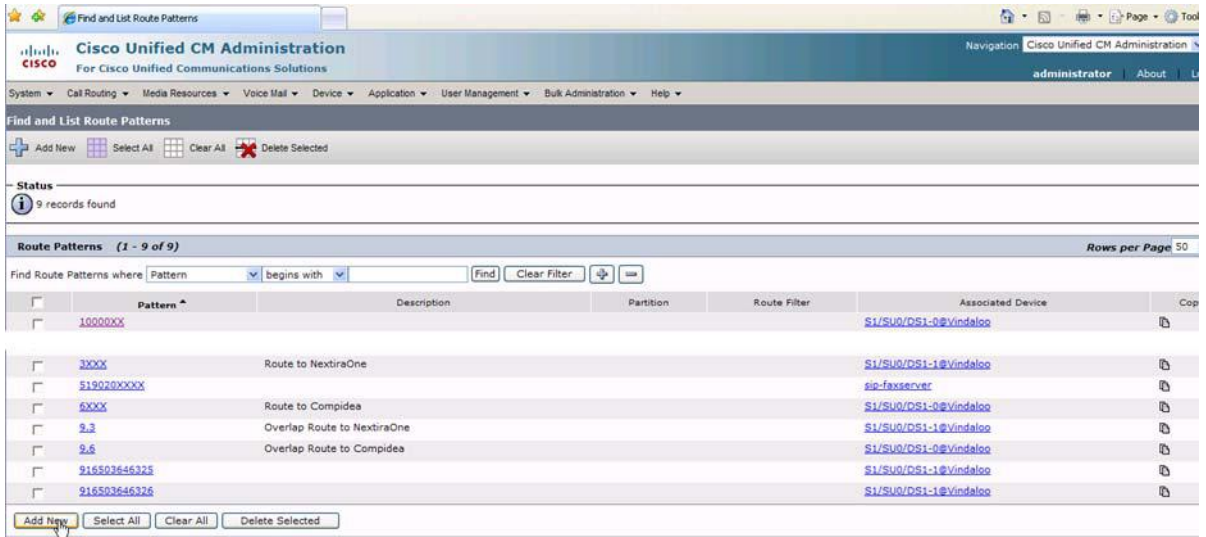 Find and List Route Patterns
Page
Tool
CISCO
Cisco Unified CM Administration
For Cisco Unified Communications Solutions
Navigation Cisco Unified CM Administration
administrator About
System Call Routing Media Resources Voice Mail Device Application User Management Bulk Administration Help
Find and List Route Patterns
Add New Select All Clear All Delete Selected
Status
i 9 records found
Route Patterns (1 - 9 of 9) Rows per Page 50
Find Route Patterns where Pattern begins with Find Clear Filter
Pattern Description Partition Route Filter Associated Device Cop
10000XX S1/SU0/DS1-0@Vindaloo
3XXX Route to NextiraOne S1/SU0/DS1-1@Vindaloo
519020XXXX sip-faxserver
6XXX Route to Compidea S1/SU0/DS1-0@Vindaloo
9.3 Overlap Route to NextiraOne S1/SU0/DS1-1@Vindaloo
9.6 Overlap Route to Compidea S1/SU0/DS1-0@Vindaloo
916503646325 S1/SU0/DS1-1@Vindaloo
916503646326 S1/SU0/DS1-1@Vindaloo
Add New Select All Clear All Delete Selected